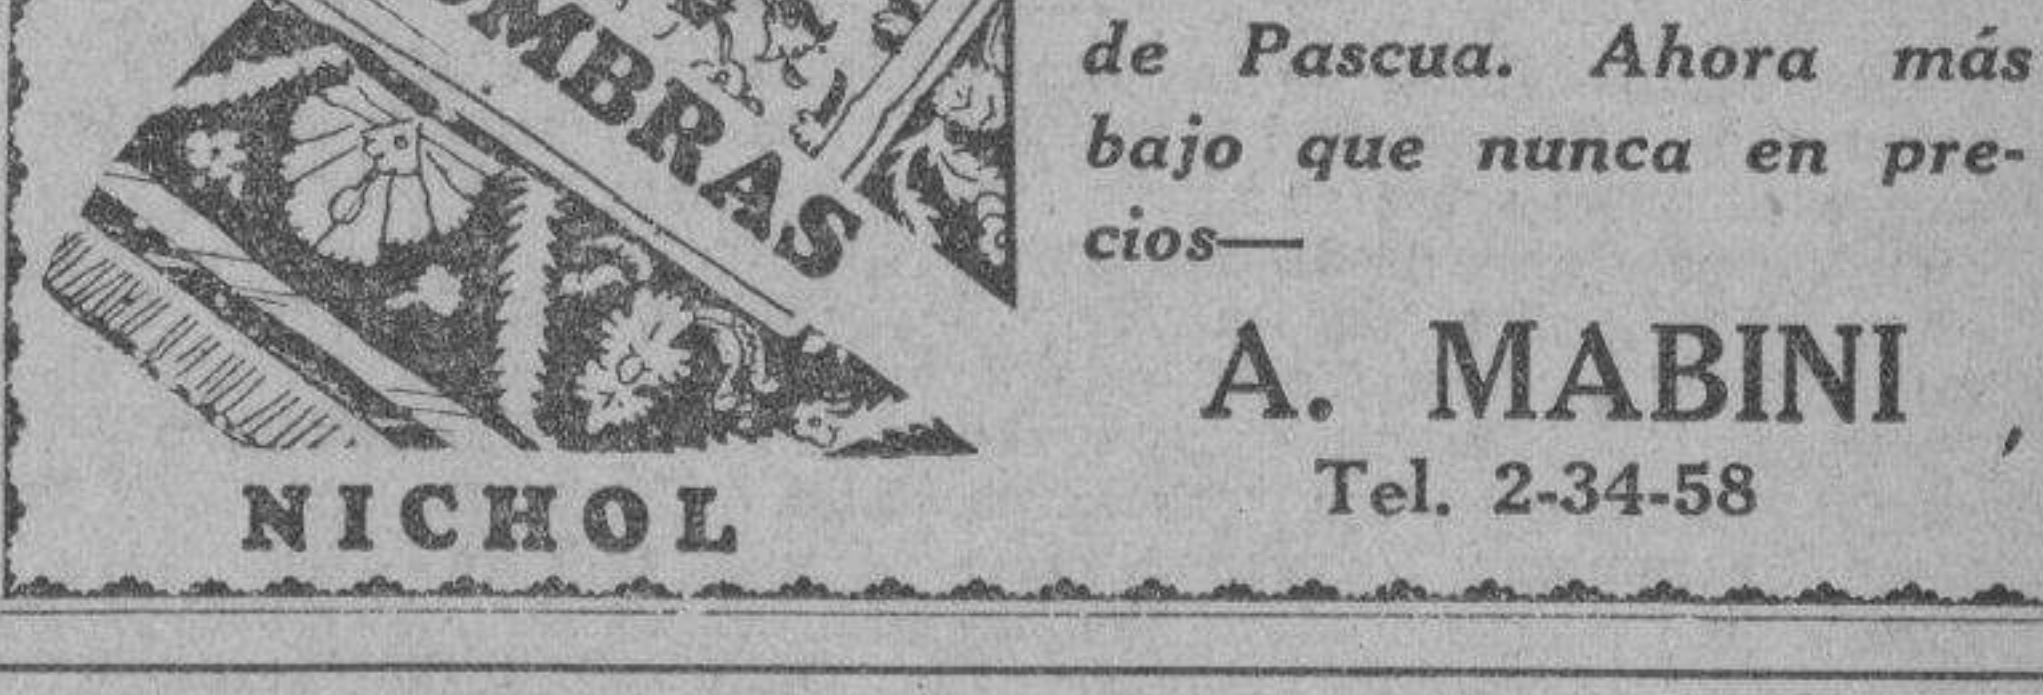 OMBRAS
NICHOL
de Pascua. Ahora más
bajo que nunca en pre-
cios—
A. MABINI
Tel. 2-34-58